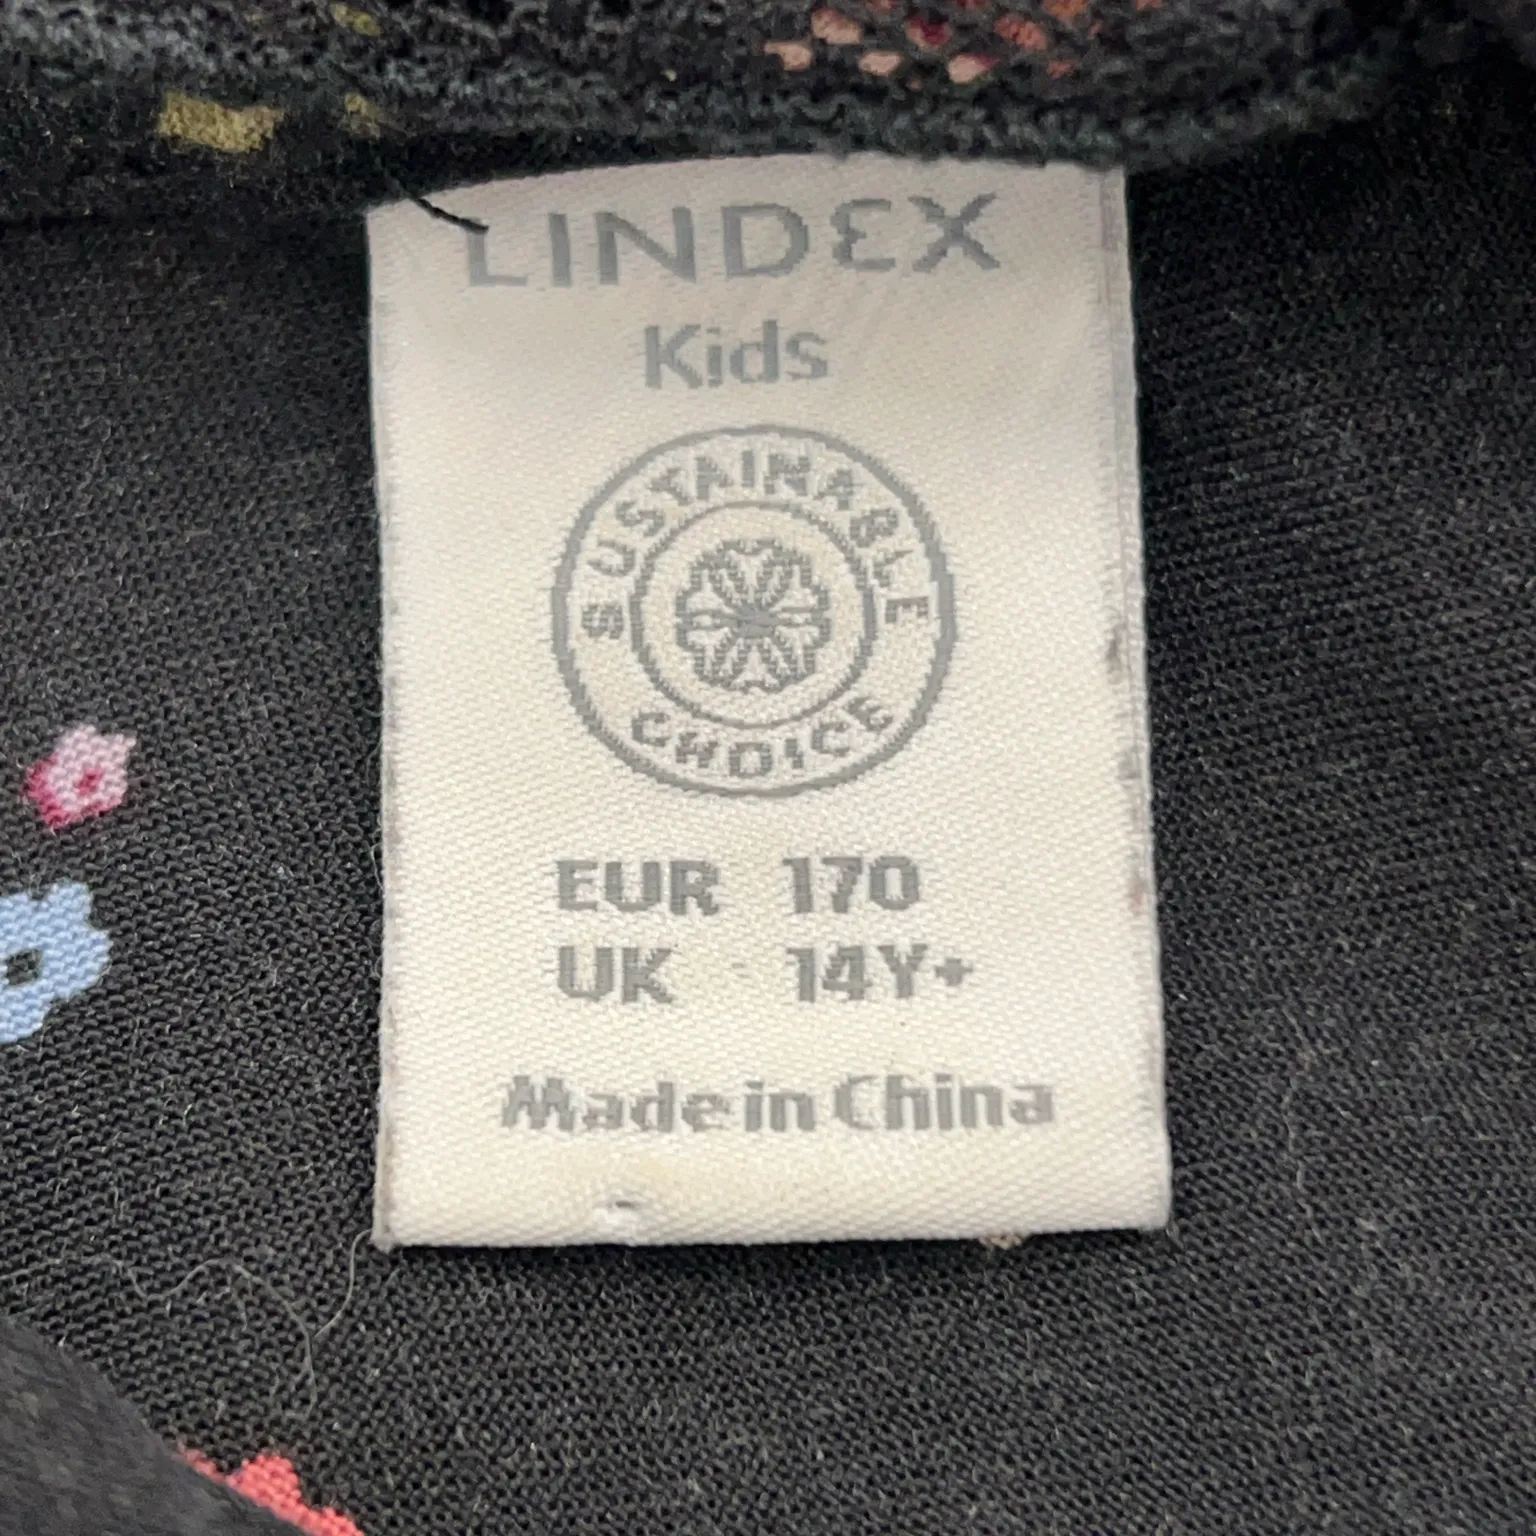 LINDEX
Kids
SUSTAINABLE
CHOICE
EUR 170
UK 14Y+
Made in China